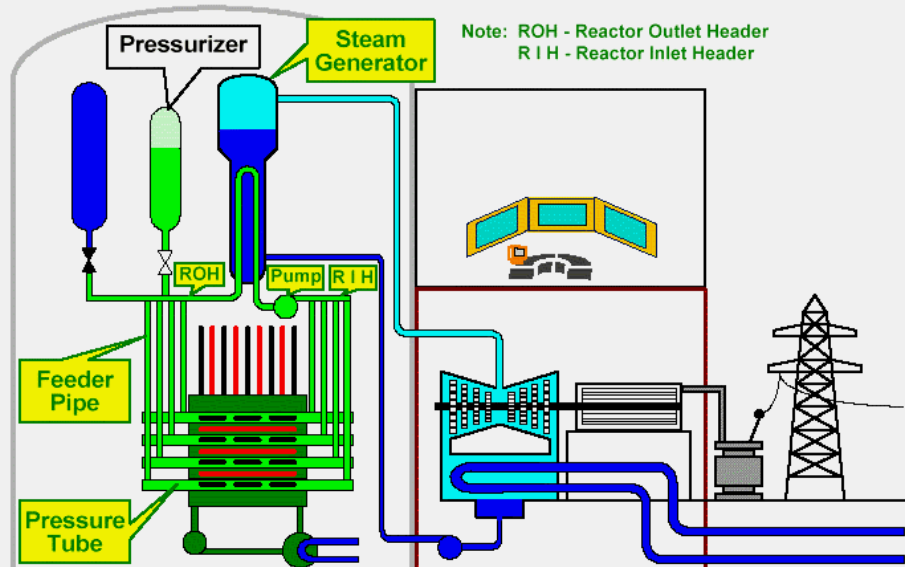 Pressurizer
Steam
Generator
Note: ROH - Reactor Outlet Header
R I H - Reactor Inlet Header
ROH
Pump
R I H
Feeder
Pipe
Pressure
Tube